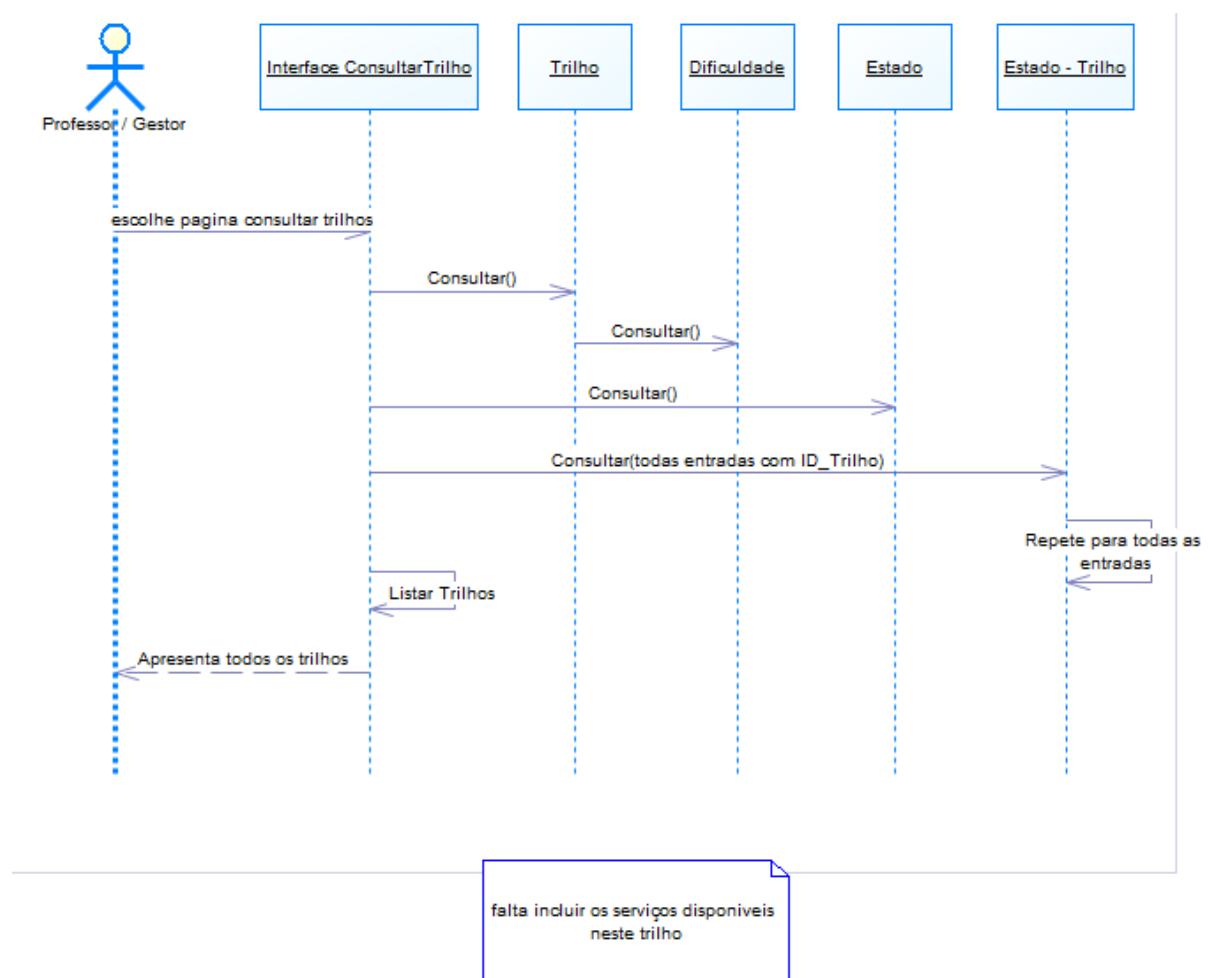 Professor / Gestor
Interface ConsultarTrilho
Trilho
Dificuldade
Estado
Estado - Trilho
escolhe pagina consultar trilhos
Consultar()
Consultar()
Consultar()
Consultar(todas entradas com ID_Trilho)
Repete para todas as
entradas
Listar Trilhos
Apresenta todos os trilhos
falta incluir os serviços disponiveis
neste trilho